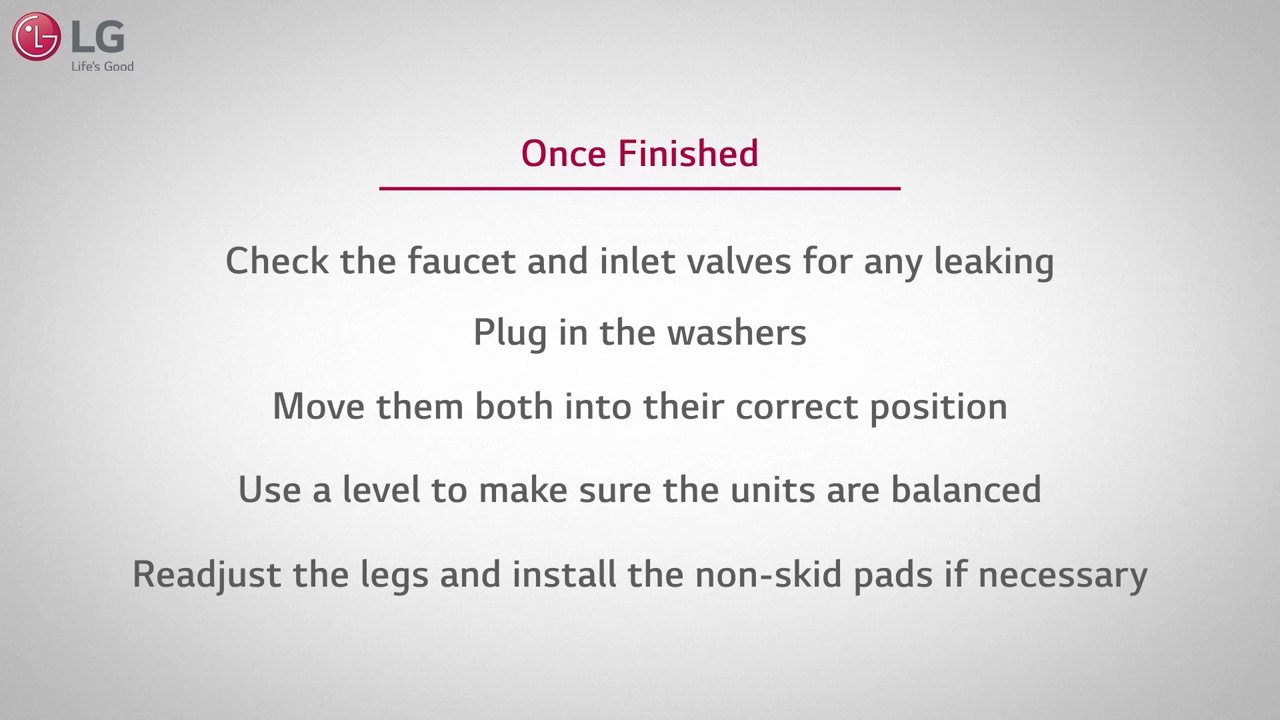 LG
Life's Good
Once Finished
Check the faucet and inlet valves for any leaking
Plug in the washers
Move them both into their correct position
Use a level to make sure the units are balanced
Readjust the legs and install the non-skid pads if necessary